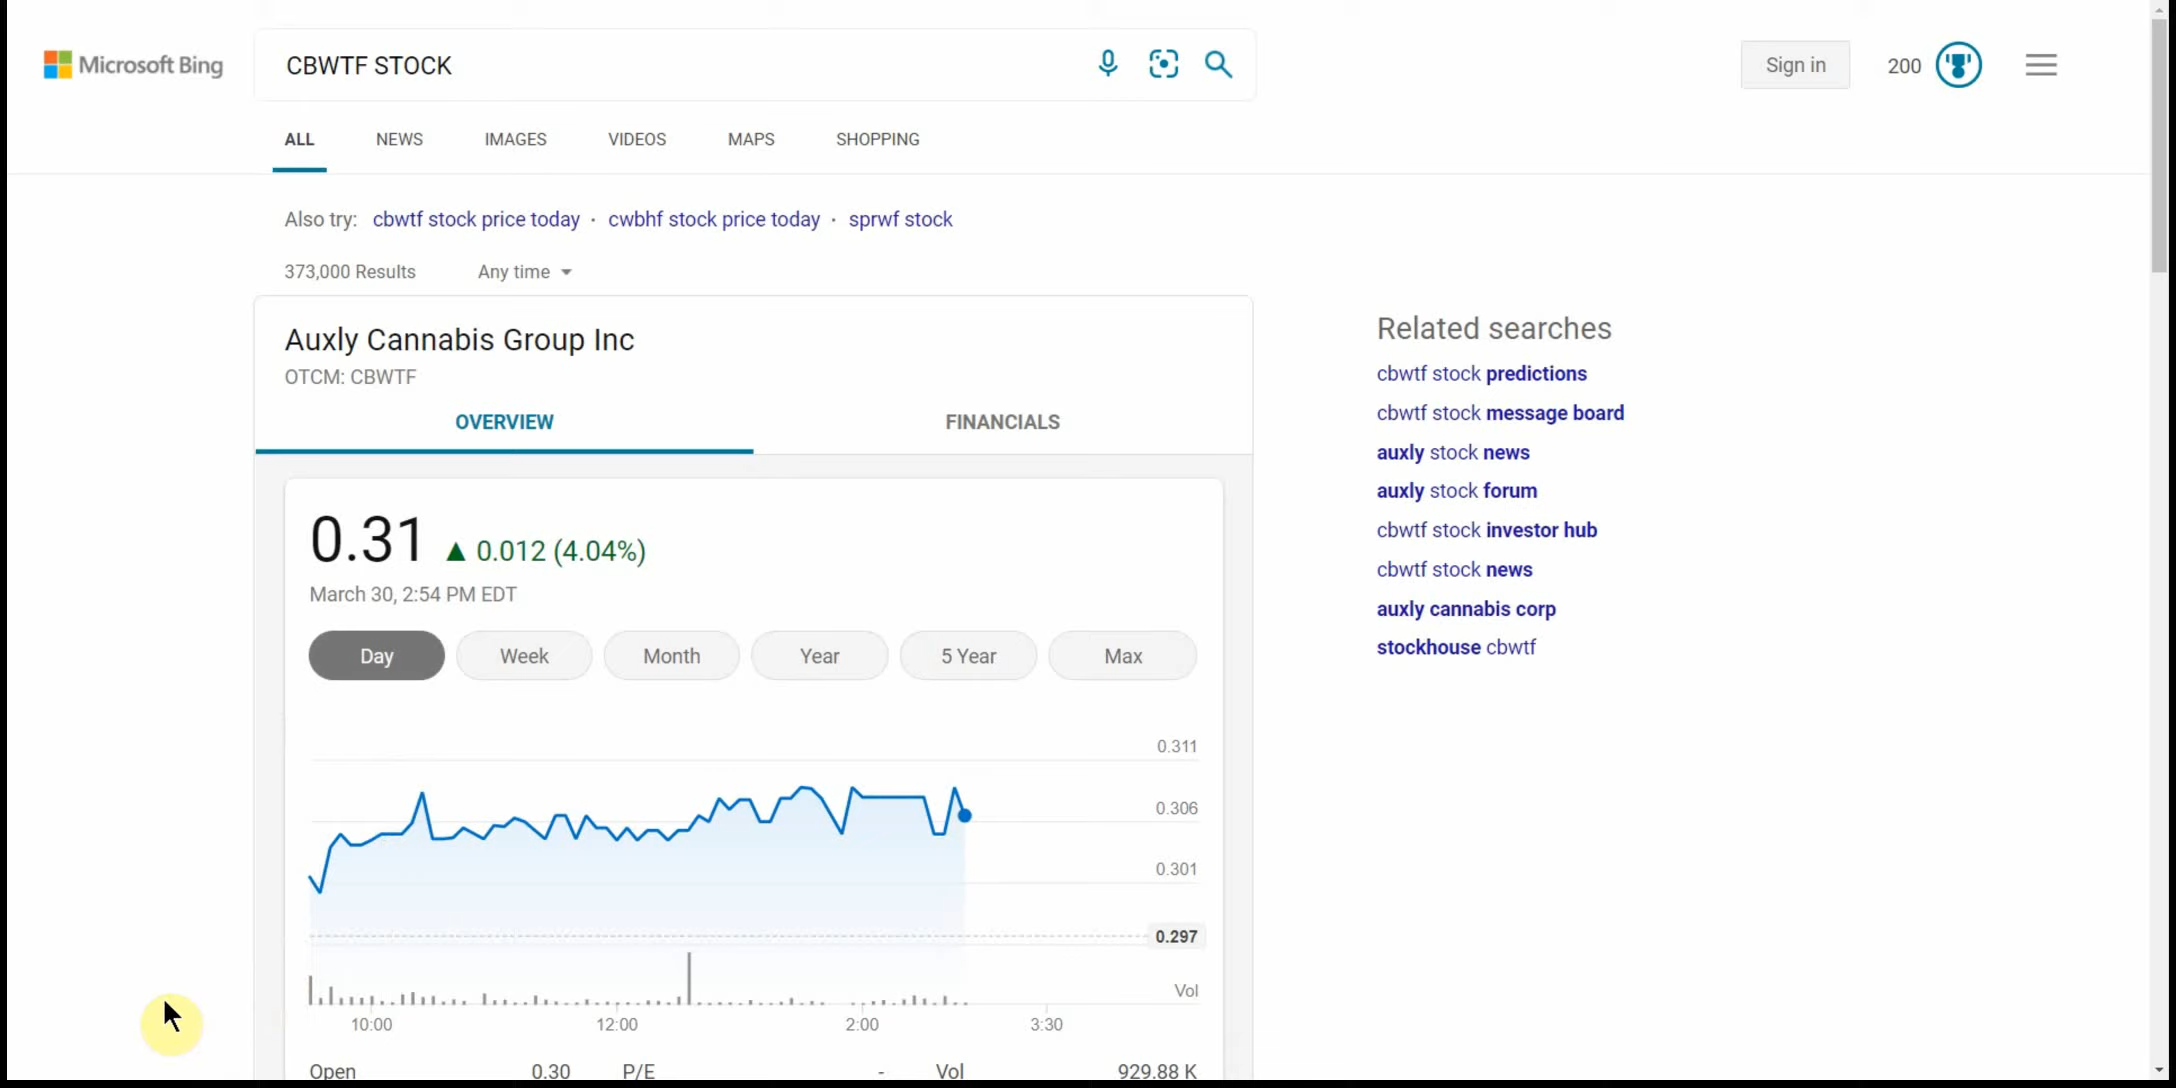 Microsoft Bing
CBWTF STOCK
Sign in
200
ALL NEWS IMAGES VIDEOS MAPS SHOPPING
Also try: cbwtf stock price today · cwbhf stock price today · sprwf stock
373,000 Results Any time
Auxly Cannabis Group Inc
OTCM: CBWTF
OVERVIEW FINANCIALS
0.31 ▲ 0.012 (4.04%)
March 30, 2:54 PM EDT
Day Week Month Year 5 Year Max
0.311
0.306
0.301
0.297
Vol
10:00 12:00 2:00 3:30
Open 0.30 P/E - Vol 929.88 K
Related searches
cbwtf stock predictions
cbwtf stock message board
auxly stock news
auxly stock forum
cbwtf stock investor hub
cbwtf stock news
auxly cannabis corp
stockhouse cbwtf